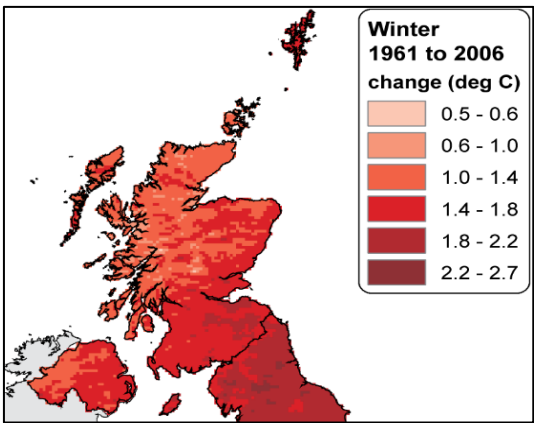 Winter
1961 to 2006
change (deg C)
0.5 - 0.6
0.6 - 1.0
1.0 - 1.4
1.4 - 1.8
1.8 - 2.2
2.2 - 2.7